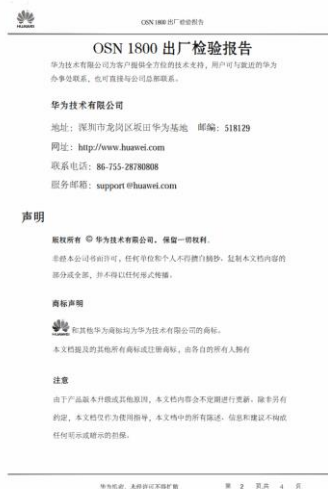 HUAWEI
OSN 1800 出厂检验报告
OSN 1800 出厂检验报告
华为技术有限公司为客户提供全方位的技术支持，用户可与就近的华为
办事处联系，也可直接与公司总部联系。
华为技术有限公司
地址： 深圳市龙岗区坂田华为基地 邮编： 518129
网址： http://www.huawei.com
联系电话： 86-755-28780808
服务邮箱： support@huawei.com
声明
版权所有 © 华为技术有限公司。 保留一切权利。
非经本公司书面许可，任何单位和个人不得擅自摘抄、复制本文档内容的
部分或全部，并不得以任何形式传播。
商标声明
HUAWEI 和其他华为商标均为华为技术有限公司的商标。
本文档提及的其他所有商标或注册商标，由各自的所有人拥有
注意
由于产品版本升级或其他原因，本文档内容会不定期进行更新。除非另有
约定，本文档仅作为使用指导，本文档中的所有陈述、信息和建议不构成
任何明示或暗示的担保。
华为机密，未经许可不得扩散 第 2 页,共 4 页